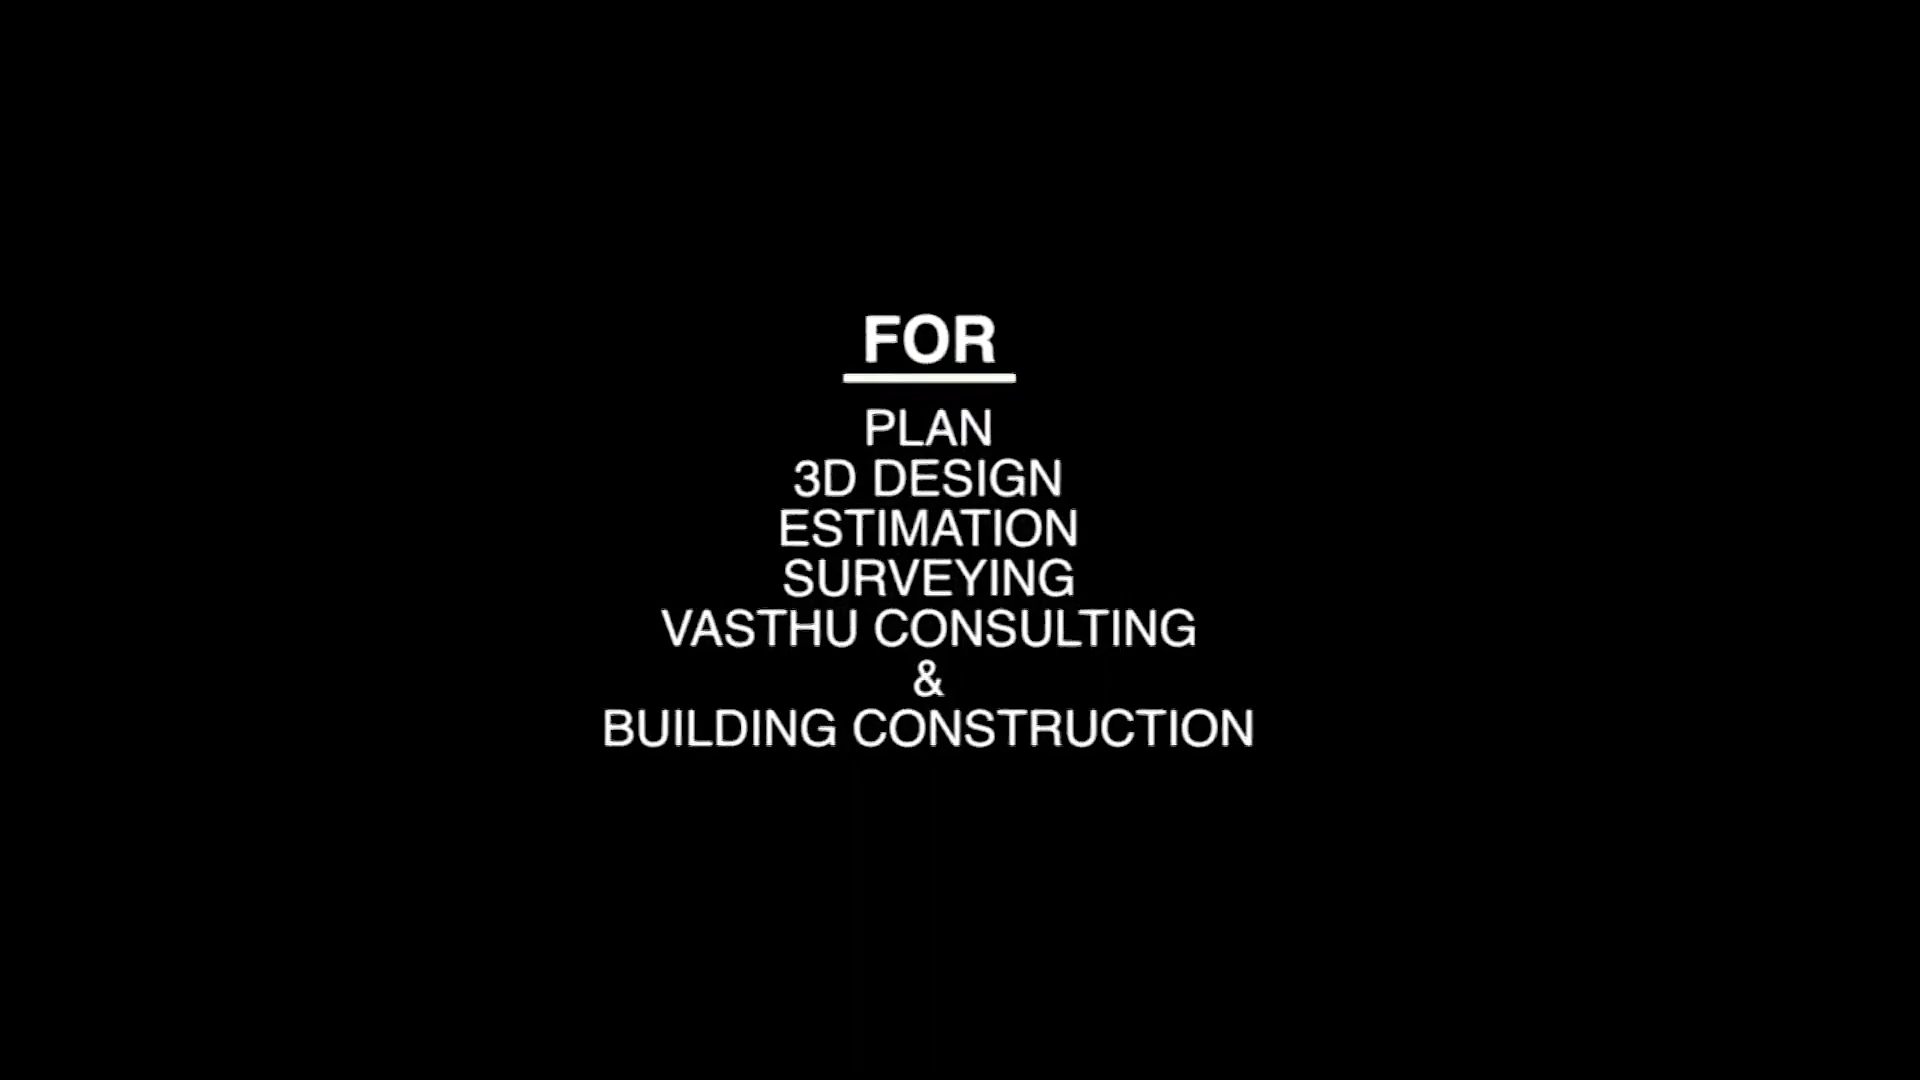 FOR
PLAN
3D DESIGN
ESTIMATION
SURVEYING
VASTHU CONSULTING
&
BUILDING CONSTRUCTION